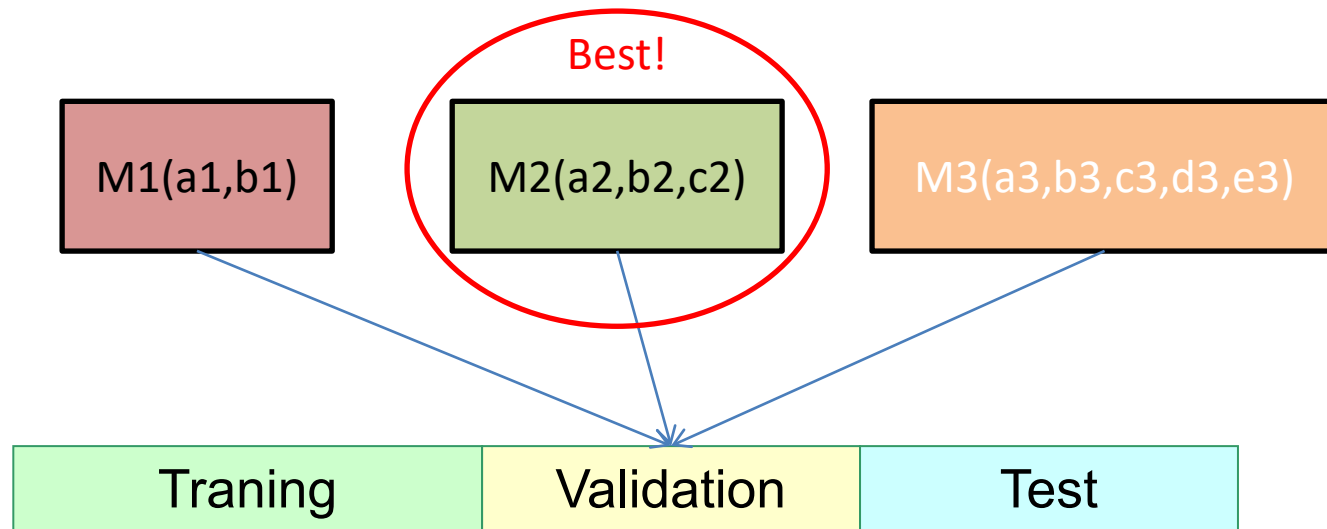 Best!
M1(a1,b1)
M2(a2,b2,c2)
M3(a3,b3,c3,d3,e3)
Traning
Validation
Test